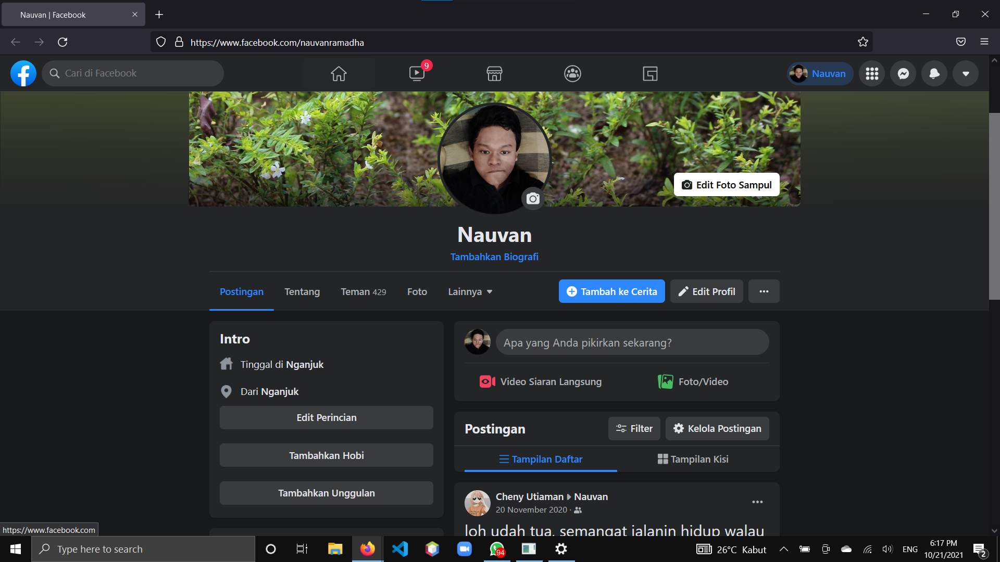 Nauvan | Facebook
https://www.facebook.com/nauvanramadha
Cari di Facebook
9
Nauvan
Edit Foto Sampul
Nauvan
Tambahkan Biografi
Postingan
Tentang
Teman 429
Foto
Lainnya
Tambah ke Cerita
Edit Profil
Intro
Tinggal di Nganjuk
Dari Nganjuk
Edit Perincian
Tambahkan Hobi
Tambahkan Unggulan
Apa yang Anda pikirkan sekarang?
Video Siaran Langsung
Foto/Video
Postingan
Filter
Kelola Postingan
Tampilan Daftar
Tampilan Kisi
Cheny Utiaman Nauvan
20 November 2020 ·
loh udah tua, semangat jalanin hidup walau
https://www.facebook.com
Type here to search
94
26°C Kabut
ENG
6:17 PM
10/21/2021
2